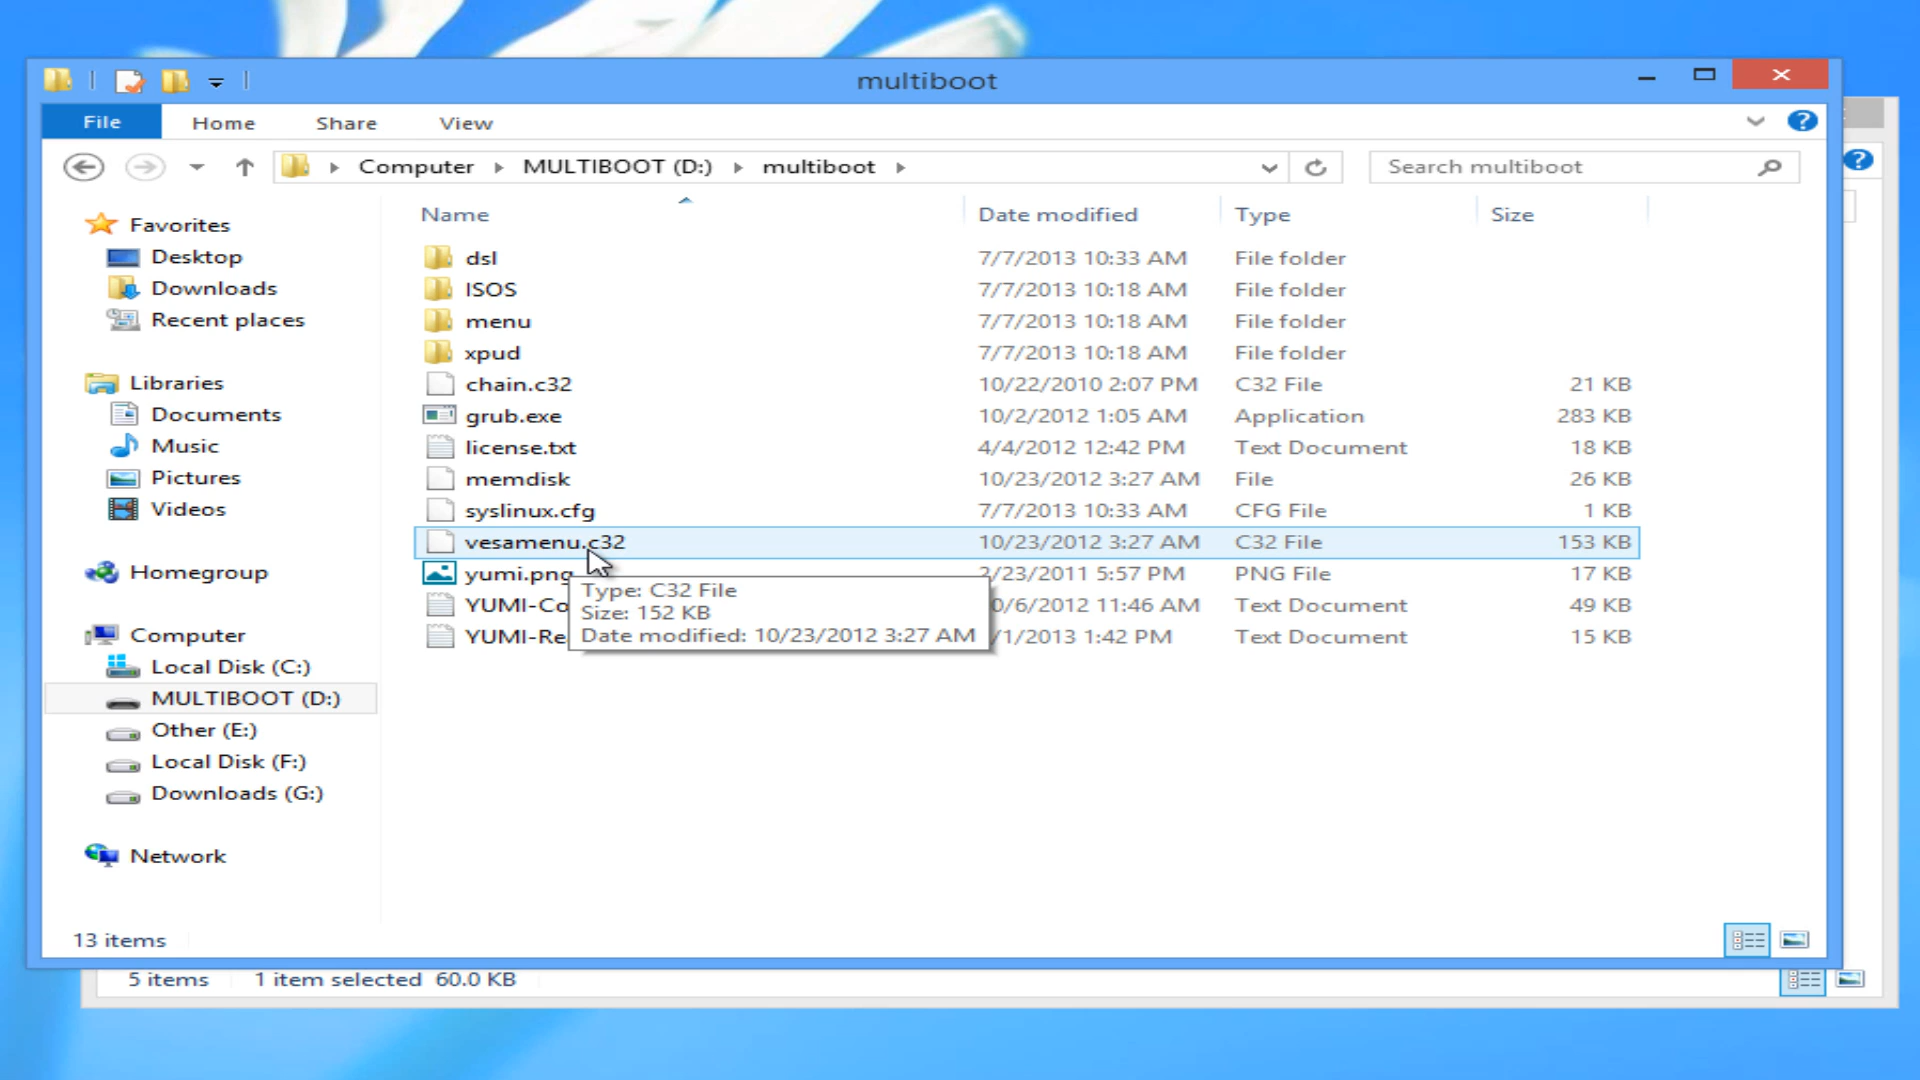 multiboot
File Home Share View
Computer MULTIBOOT (D:) multiboot Search multiboot
Name Date modified Type Size
Favorites
Desktop
Downloads
Recent places
Libraries
Documents
Music
Pictures
Videos
Homegroup
Computer
Local Disk (C:)
MULTIBOOT (D:)
Other (E:)
Local Disk (F:)
Downloads (G:)
Network
dsl 7/7/2013 10:33 AM File folder
ISOS 7/7/2013 10:18 AM File folder
menu 7/7/2013 10:18 AM File folder
xpud 7/7/2013 10:18 AM File folder
chain.c32 10/22/2010 2:07 PM C32 File 21 KB
grub.exe 10/2/2012 1:05 AM Application 283 KB
license.txt 4/4/2012 12:42 PM Text Document 18 KB
memdisk 10/23/2012 3:27 AM File 26 KB
syslinux.cfg 7/7/2013 10:33 AM CFG File 1 KB
vesamenu.c32 10/23/2012 3:27 AM C32 File 153 KB
yumi.png 2/23/2011 5:57 PM PNG File 17 KB
YUMI-Co 0/6/2012 11:46 AM Text Document 49 KB
YUMI-Re /1/2013 1:42 PM Text Document 15 KB
Type: C32 File
Size: 152 KB
Date modified: 10/23/2012 3:27 AM
13 items
5 items 1 item selected 60.0 KB